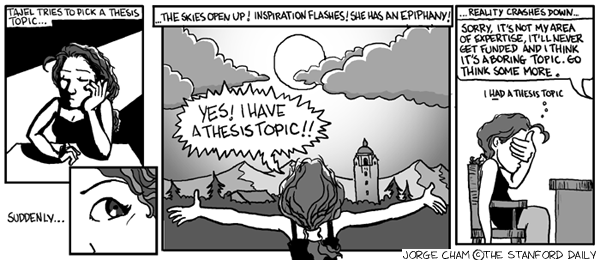 TAJEL TRIES TO PICK A THESIS
TOPIC...
SUDDENLY...
...THE SKIES OPEN UP! INSPIRATION FLASHES! SHE HAS AN EPIPHANY!
YES! I HAVE
A THESIS TOPIC!!
...REALITY CRASHES DOWN...
SORRY, IT'S NOT MY AREA
OF EXPERTISE, IT'LL NEVER
GET FUNDED AND I THINK
IT'S A BORING TOPIC. GO
THINK SOME MORE.
I HAD A THESIS TOPIC
JORGE CHAM ©THE STANFORD DAILY